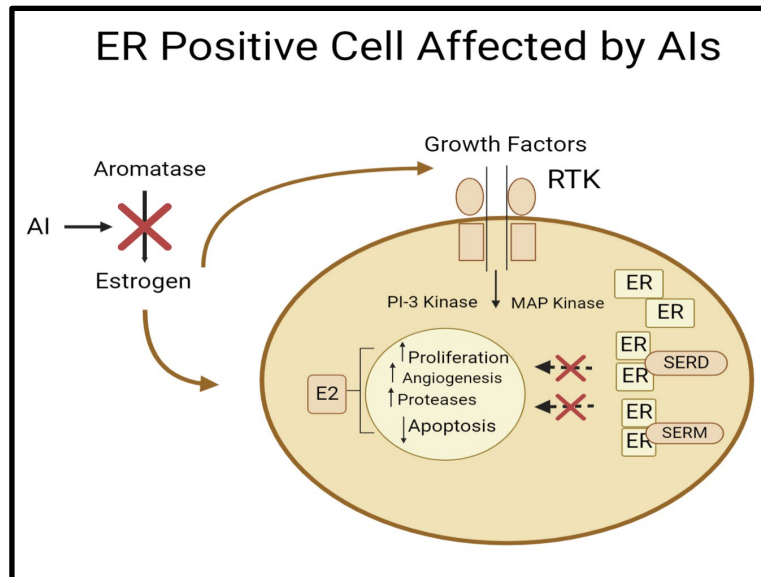 ER Positive Cell Affected by AIs
Growth Factors
RTK
Aromatase
AI
Estrogen
PI-3 Kinase
MAP Kinase
ER
ER
E2
Proliferation
Angiogenesis
Proteases
Apoptosis
ER
SERD
ER
ER
SERM
ER